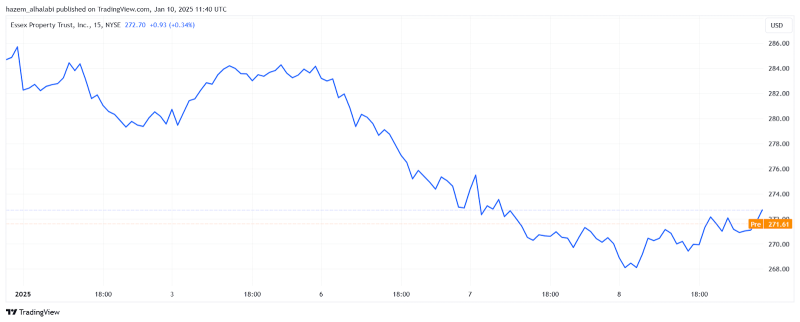 hazem_alhalabi published on TradingView.com, Jan 10, 2025 11:40 UTC
Essex Property Trust, Inc., 15, NYSE 272.70 +0.93 (+0.34%)
USD
286.00
284.00
282.00
280.00
278.00
276.00
274.00
272.00
Pre 271.61
270.00
268.00
2025 18:00 3 18:00 6 18:00 7 18:00 8 18:00
TradingView